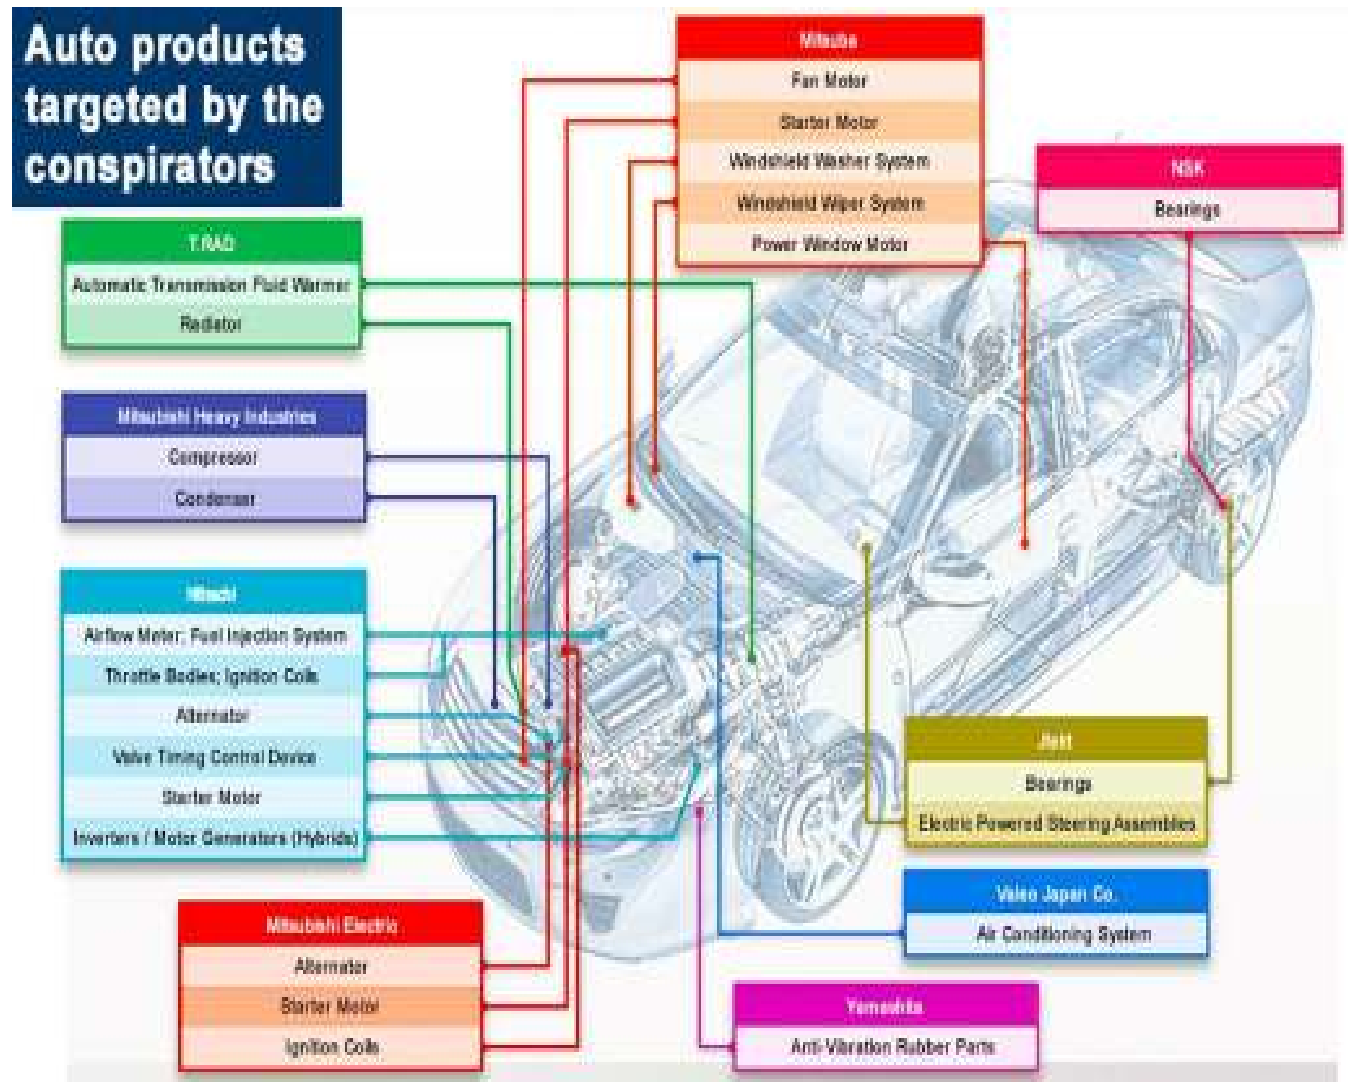 Auto products
targeted by the
conspirators
Mitsuba
Fan Motor
Starter Motor
Windshield Washer System
Windshield Wiper System
Power Window Motor
NSK
Bearings
T.RAD
Automatic Transmission Fluid Warmer
Radiator
Mitsubishi Heavy Industries
Compressor
Condenser
Hitachi
Airflow Meter; Fuel Injection System
Throttle Bodies; Ignition Coils
Alternator
Valve Timing Control Device
Starter Motor
Inverters / Motor Generators (Hybrids)
Jtekt
Bearings
Electric Powered Steering Assemblies
Valeo Japan Co.
Air Conditioning System
Mitsubishi Electric
Alternator
Starter Motor
Ignition Coils
Yamashita
Anti-Vibration Rubber Parts